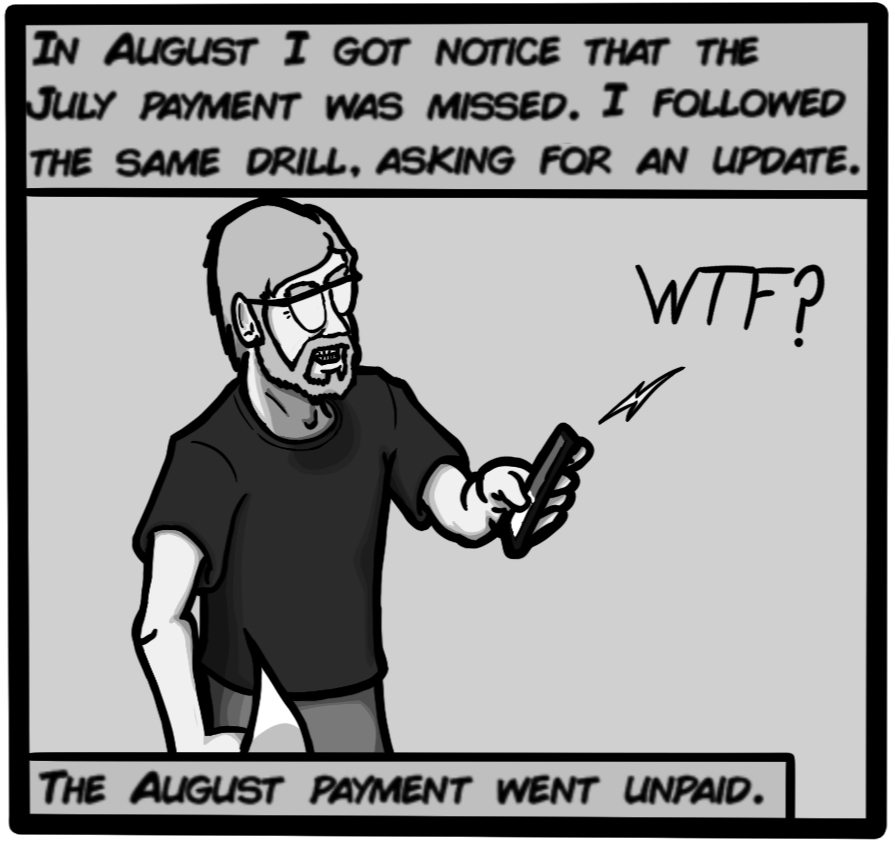 In August I got notice that the
July payment was missed. I followed
the same drill, asking for an update.
WTF?
The August payment went unpaid.